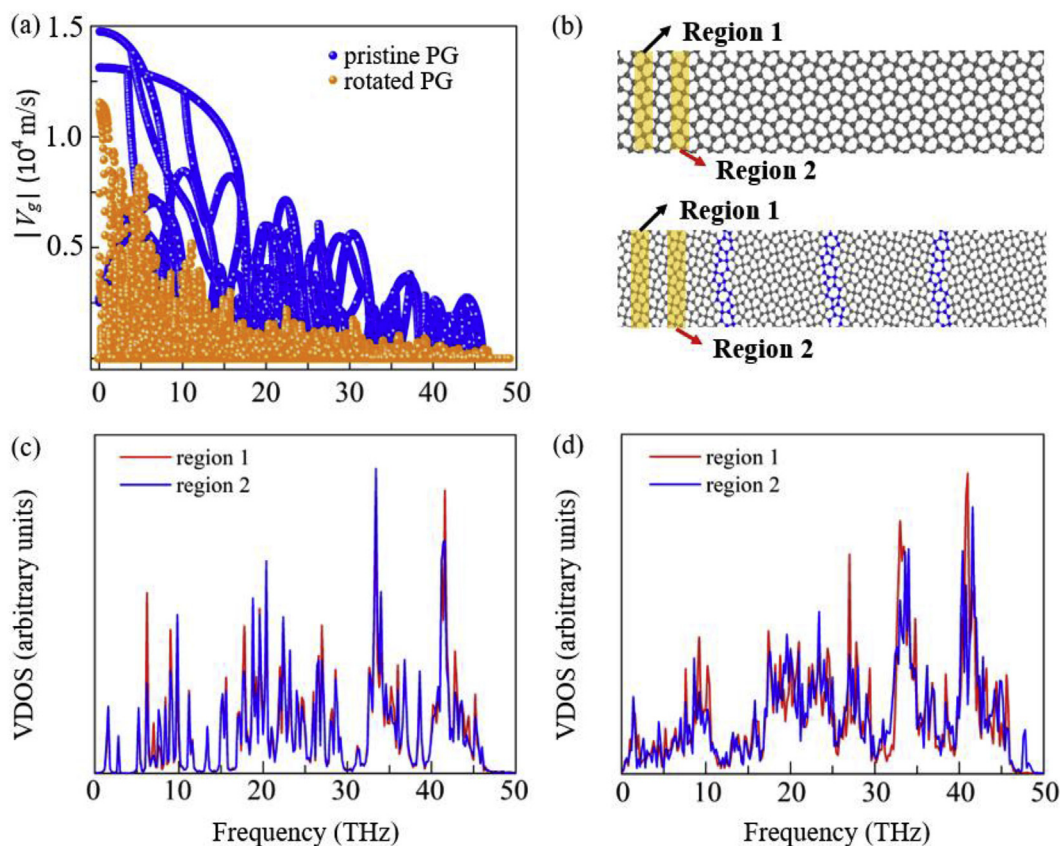 (a)
1.5
1.0
0.5
|V_g| (10⁴ m/s)
pristine PG
rotated PG
0 10 20 30 40 50
(b)
Region 1
Region 2
Region 1
Region 2
(c)
region 1
region 2
VDOS (arbitrary units)
0 10 20 30 40 50
Frequency (THz)
(d)
region 1
region 2
VDOS (arbitrary units)
0 10 20 30 40 50
Frequency (THz)